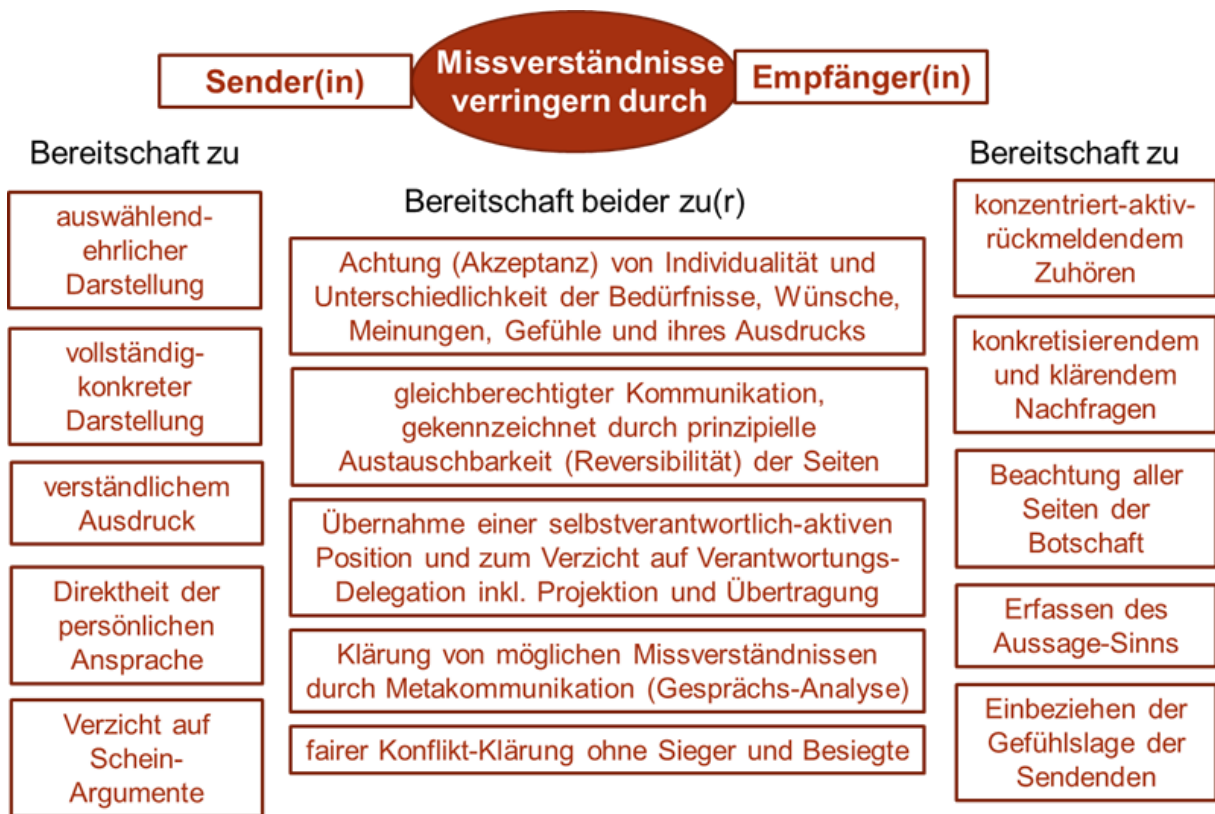 Sender(in)
Missverständnisse
verringern durch
Empfänger(in)
Bereitschaft zu
auswählend-
ehrlicher
Darstellung
vollständig-
konkreter
Darstellung
verständlichem
Ausdruck
Direktheit der
persönlichen
Ansprache
Verzicht auf
Schein-
Argumente
Bereitschaft beider zu(r)
Achtung (Akzeptanz) von Individualität und
Unterschiedlichkeit der Bedürfnisse, Wünsche,
Meinungen, Gefühle und ihres Ausdrucks
gleichberechtigter Kommunikation,
gekennzeichnet durch prinzipielle
Austauschbarkeit (Reversibilität) der Seiten
Übernahme einer selbstverantwortlich-aktiven
Position und zum Verzicht auf Verantwortungs-
Delegation inkl. Projektion und Übertragung
Klärung von möglichen Missverständnissen
durch Metakommunikation (Gesprächs-Analyse)
fairer Konflikt-Klärung ohne Sieger und Besiegte
Bereitschaft zu
konzentriert-aktiv-
rückmeldendem
Zuhören
konkretisierendem
und klärendem
Nachfragen
Beachtung aller
Seiten der
Botschaft
Erfassen des
Aussage-Sinns
Einbeziehen der
Gefühlslage der
Sendenden